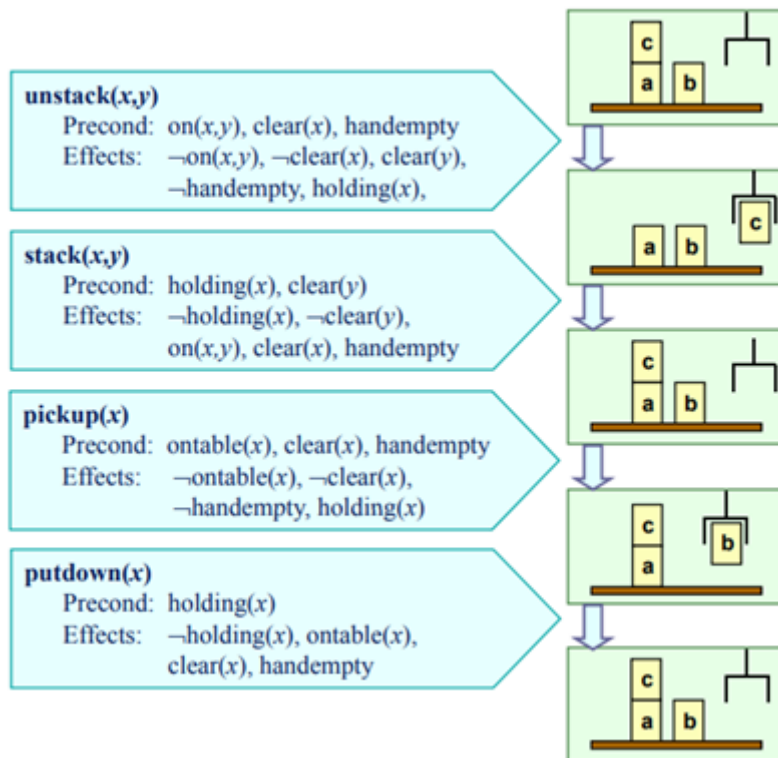 unstack(x,y)
Precond: on(x,y), clear(x), handempty
Effects: ¬on(x,y), ¬clear(x), clear(y),
¬handempty, holding(x),
stack(x,y)
Precond: holding(x), clear(y)
Effects: ¬holding(x), ¬clear(y),
on(x,y), clear(x), handempty
pickup(x)
Precond: ontable(x), clear(x), handempty
Effects: ¬ontable(x), ¬clear(x),
¬handempty, holding(x)
putdown(x)
Precond: holding(x)
Effects: ¬holding(x), ontable(x),
clear(x), handempty
c
a b
c
a b
c
a b
c
b
a
c
a b